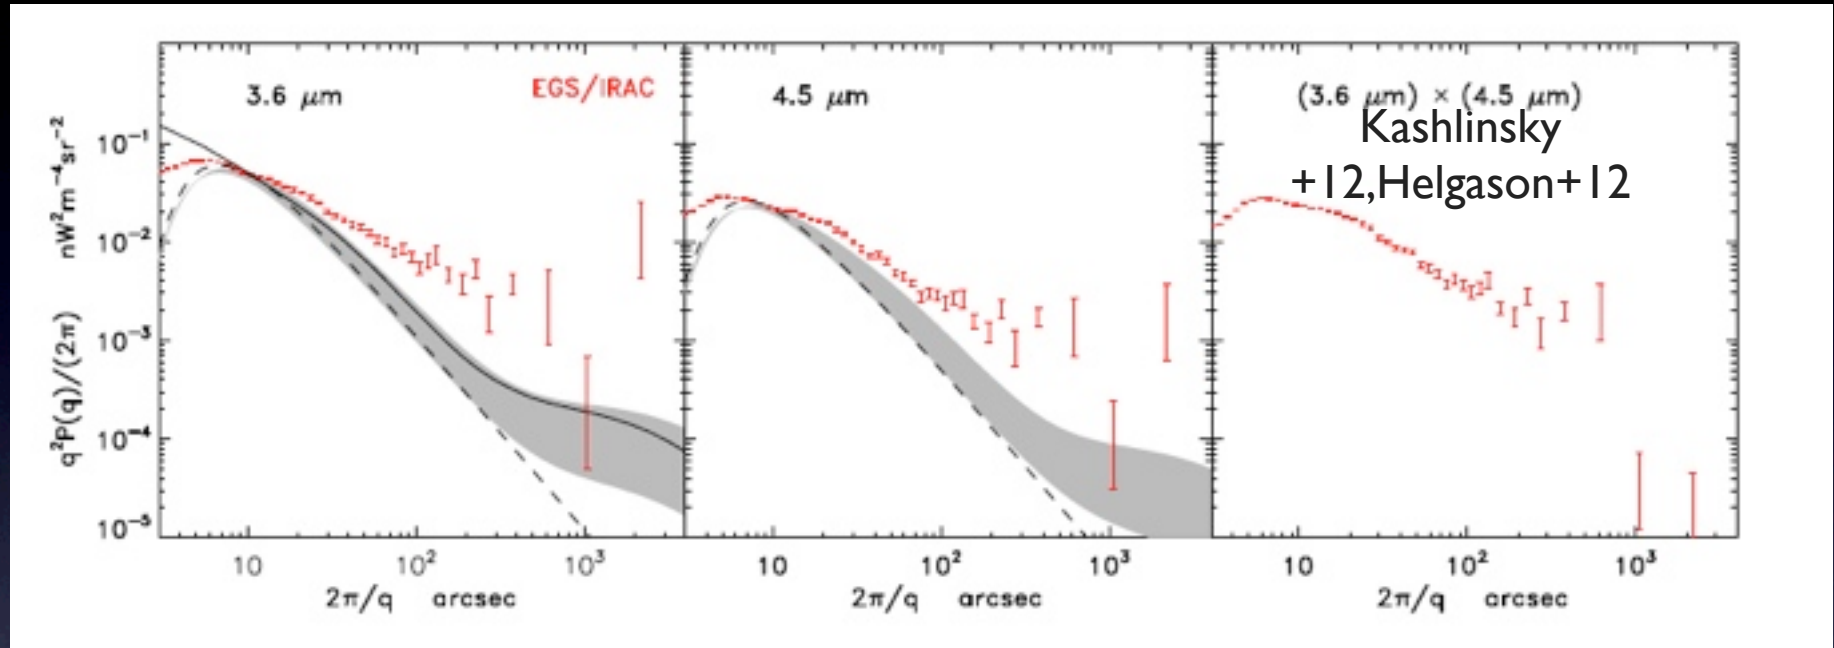 3.6 μm
EGS/IRAC
4.5 μm
(3.6 μm) × (4.5 μm)
Kashlinsky
+12,Helgason+12
q²P(q)/(2π) nW²m⁻⁴sr⁻²
10⁻¹
10⁻²
10⁻³
10⁻⁴
10⁻⁵
10 10² 10³
10 10² 10³
10 10² 10³
2π/q arcsec
2π/q arcsec
2π/q arcsec